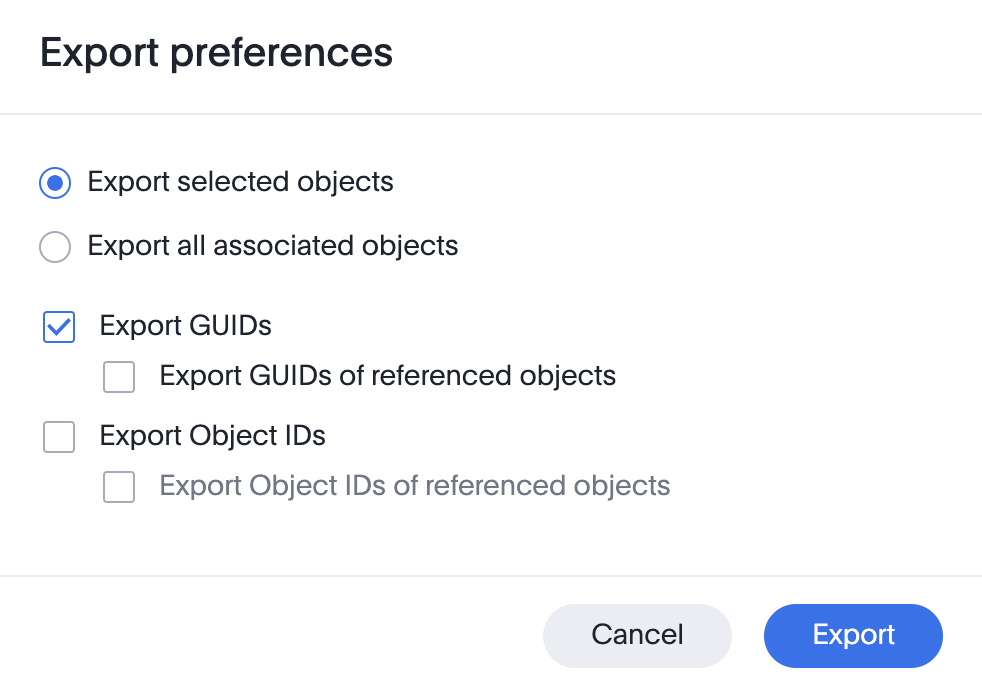 Export preferences
Export selected objects
Export all associated objects
Export GUIDs
Export GUIDs of referenced objects
Export Object IDs
Export Object IDs of referenced objects
Cancel
Export